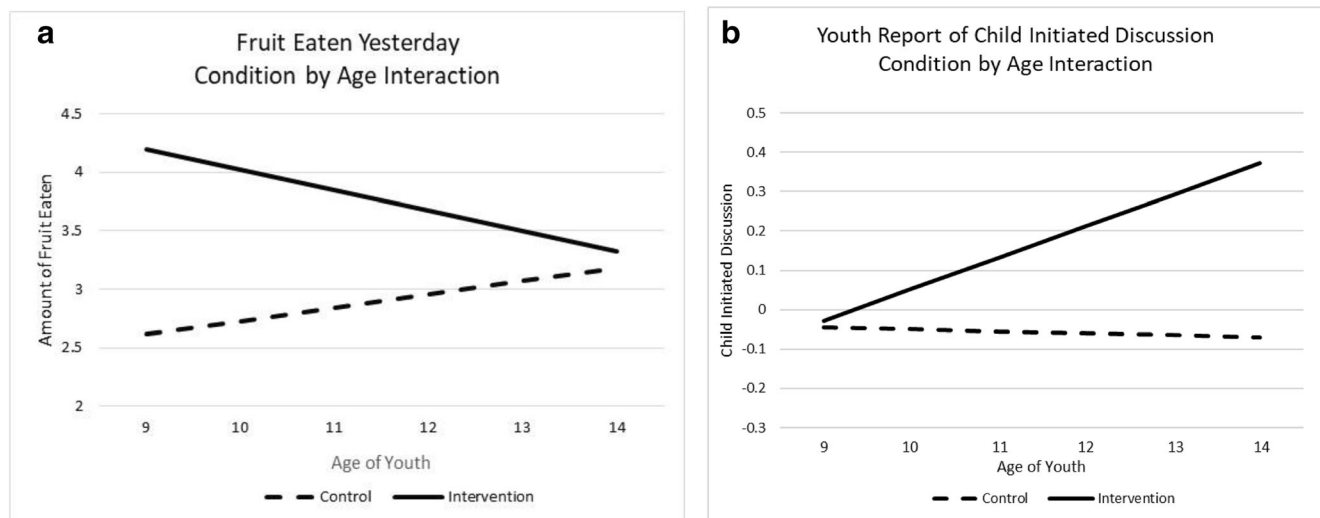 a
Fruit Eaten Yesterday
Condition by Age Interaction
Amount of Fruit Eaten
4.5
4
3.5
3
2.5
2
9 10 11 12 13 14
Age of Youth
Control Intervention
b
Youth Report of Child Initiated Discussion
Condition by Age Interaction
Child Initiated Discussion
0.5
0.4
0.3
0.2
0.1
0
-0.1
-0.2
-0.3
9 10 11 12 13 14
Age of Youth
Control Intervention